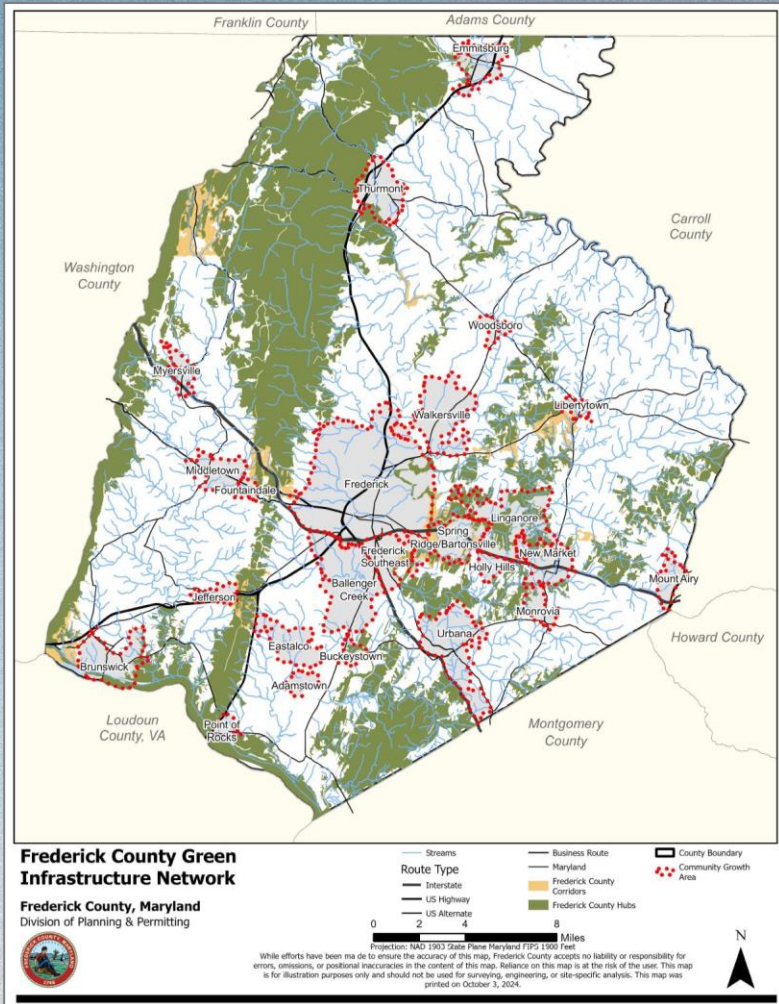 Franklin County
Adams County
Emmitsburg
Thurmont
Carroll
County
Washington
County
Woodsboro
Myersville
Libertytown
Walkersville
Middletown
Frederick
Fountaindale
Linganore
Spring
Ridge/Bartonsville
New Market
Frederick
Southeast
Holly Hills
Ballenger
Creek
Mount Airy
Jefferson
Monrovia
Urbana
Howard County
Eastalco
Buckeystown
Brunswick
Adamstown
Loudoun
County, VA
Point of
Rocks
Montgomery
County
Frederick County Green
Infrastructure Network
Frederick County, Maryland
Division of Planning & Permitting
FREDERICK COUNTY, MARYLAND
1748
Streams
Route Type
Interstate
US Highway
US Alternate
Business Route
Maryland
Frederick County
Corridors
Frederick County Hubs
County Boundary
Community Growth
Area
0 2 4 8
Miles
Projection: NAD 1983 State Plane Maryland FIPS 1900 Feet
While efforts have been made to ensure the accuracy of this map, Frederick County accepts no liability or responsibility for
errors, omissions, or positional inaccuracies in the content of this map. Reliance on this map is at the risk of the user. This map
is for illustration purposes only and should not be used for surveying, engineering, or site-specific analysis. This map was
printed on October 3, 2024.
N